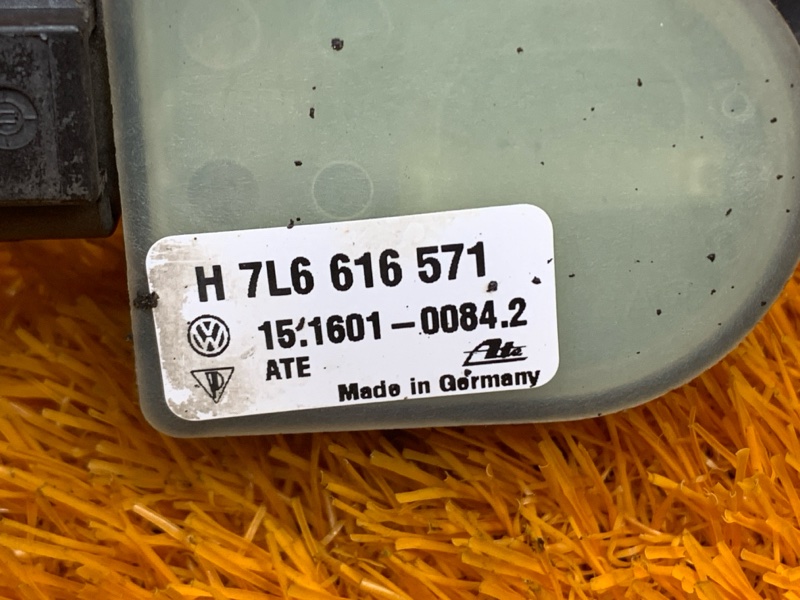 H 7L6 616 571
15.1601-0084.2
ATE
Ate
Made in Germany